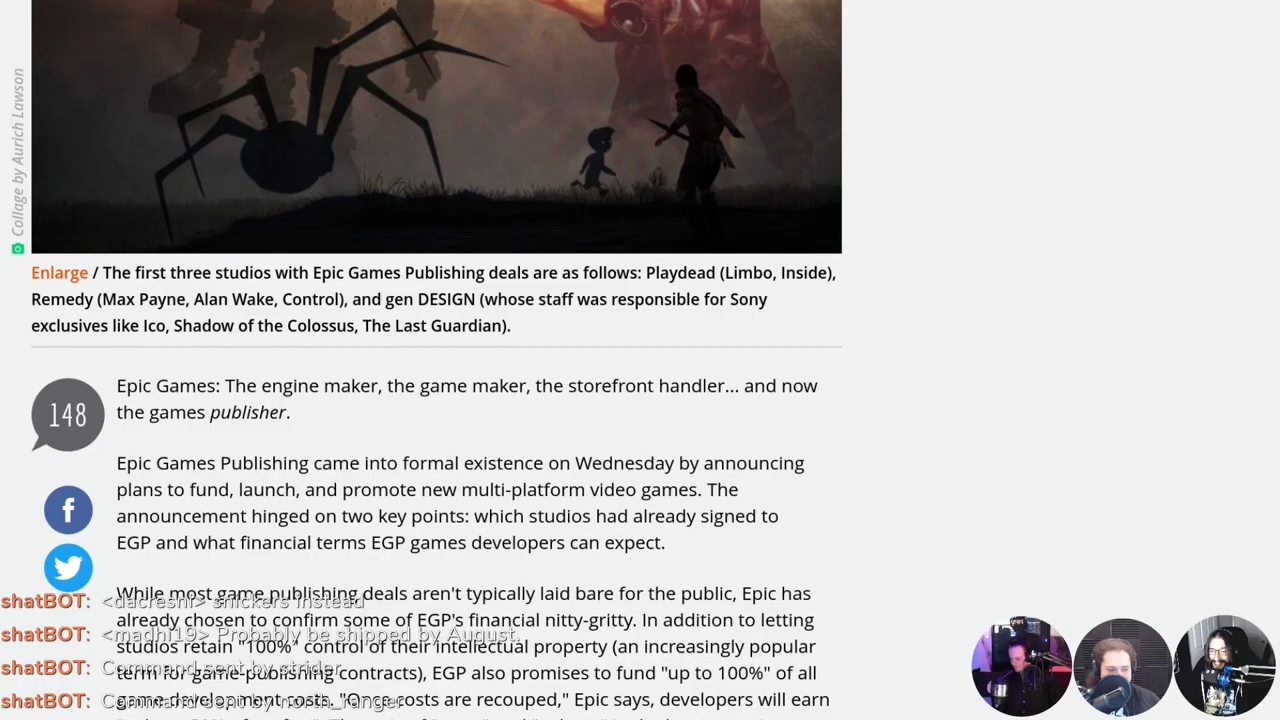 Collage by Aurich Lawson
Enlarge / The first three studios with Epic Games Publishing deals are as follows: Playdead (Limbo, Inside),
Remedy (Max Payne, Alan Wake, Control), and gen DESIGN (whose staff was responsible for Sony
exclusives like Ico, Shadow of the Colossus, The Last Guardian).
148
Epic Games: The engine maker, the game maker, the storefront handler... and now
the games publisher.
Epic Games Publishing came into formal existence on Wednesday by announcing
plans to fund, launch, and promote new multi-platform video games. The
announcement hinged on two key points: which studios had already signed to
EGP and what financial terms EGP games developers can expect.
While most game publishing deals aren't typically laid bare for the public, Epic has
already chosen to confirm some of EGP's financial nitty-gritty. In addition to letting
studios retain "100%" control of their intellectual property (an increasingly popular
term for game-publishing contracts), EGP also promises to fund "up to 100%" of all
game development costs. "Once costs are recouped," Epic says, developers will earn
shatBOT: <dacresni> snickers instead
shatBOT: <madhj19> Probably be shipped by August.
shatBOT: Command sent by strider
shatBOT: Command sent by